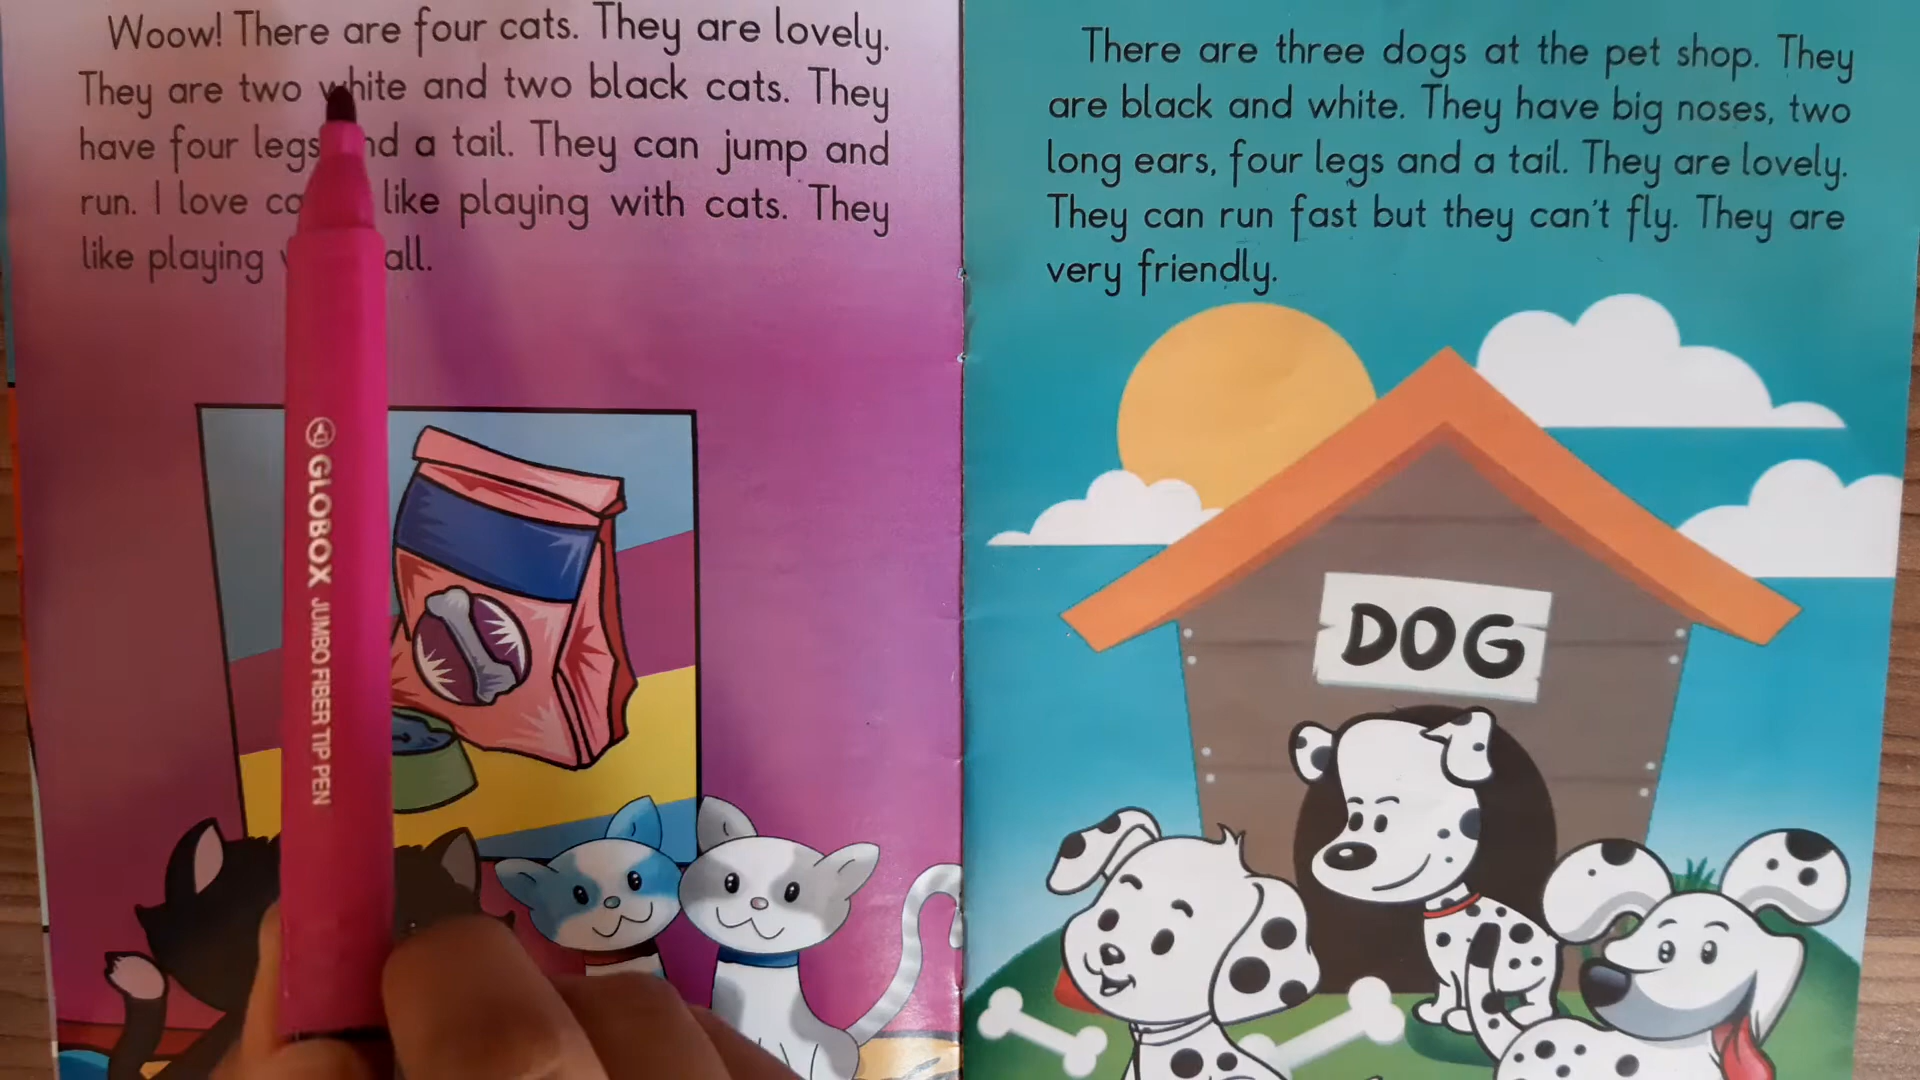 Woow! There are four cats. They are lovely.
They are two white and two black cats. They
have four legs and a tail. They can jump and
run. I love like playing with cats. They
like playing
There are three dogs at the pet shop. They
are black and white. They have big noses, two
long ears, four legs and a tail. They are lovely.
They can run fast but they can't fly. They are
very friendly.
DOG
GLOBOX JUMBO FIBER TIP PEN